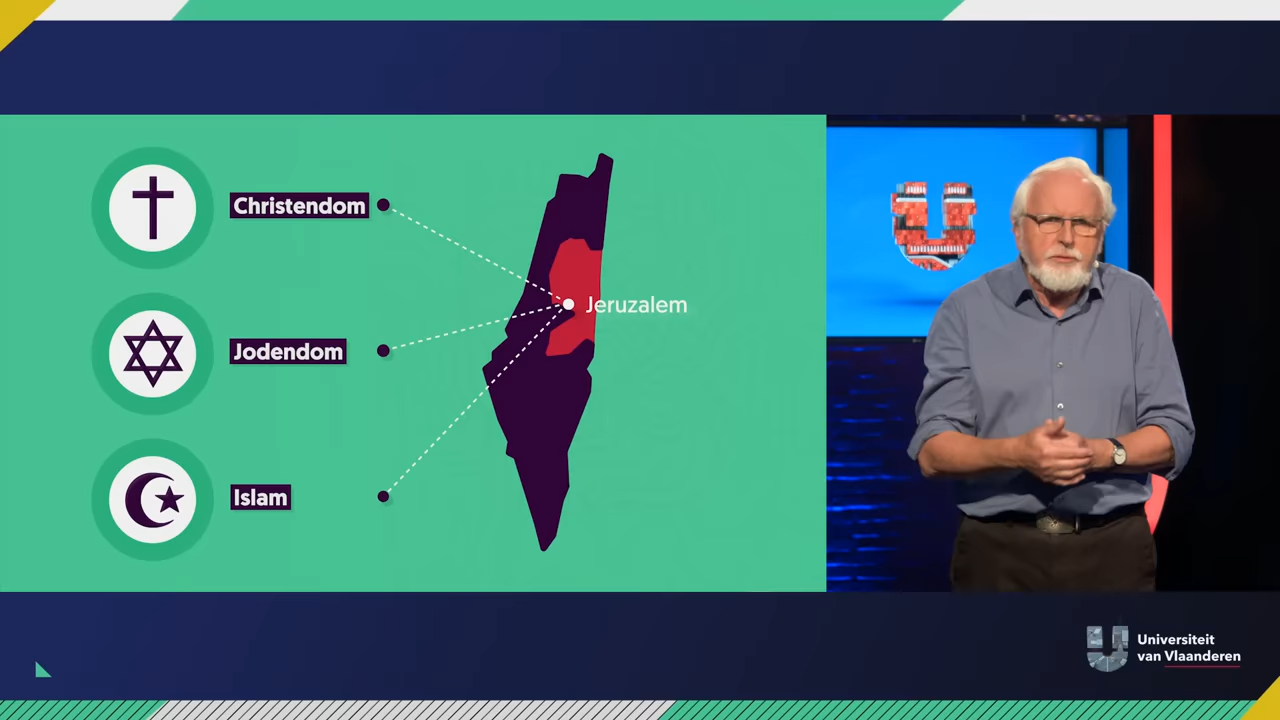 Christendom
Jeruzalem
Jodendom
Islam
Universiteit
van Vlaanderen